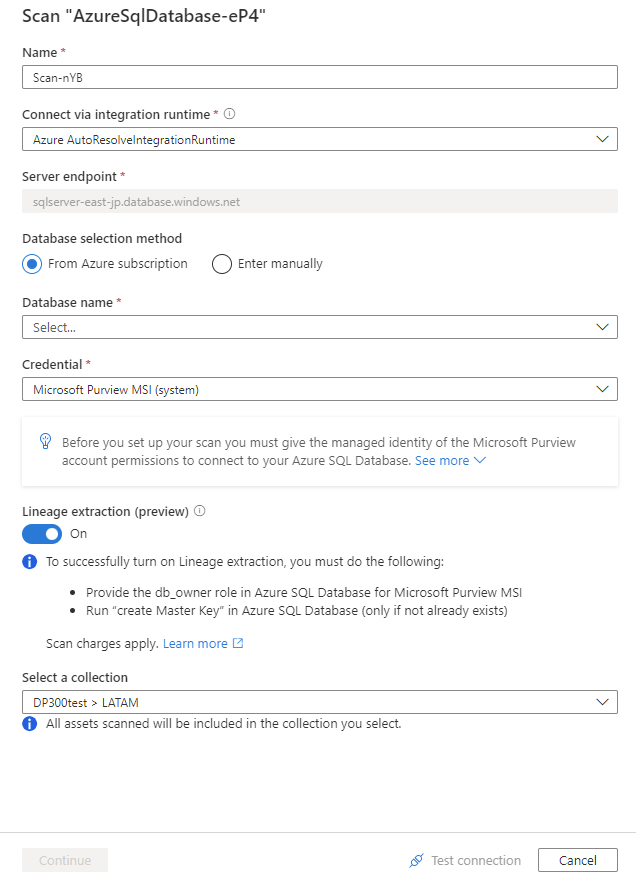 Scan "AzureSqlDatabase-eP4"
Name *
Scan-nYB
Connect via integration runtime *
Azure AutoResolveIntegrationRuntime
Server endpoint *
sqlserver-east-jp.database.windows.net
Database selection method
From Azure subscription Enter manually
Database name *
Select...
Credential *
Microsoft Purview MSI (system)
Before you set up your scan you must give the managed identity of the Microsoft Purview
account permissions to connect to your Azure SQL Database. See more
Lineage extraction (preview)
On
To successfully turn on Lineage extraction, you must do the following:
• Provide the db_owner role in Azure SQL Database for Microsoft Purview MSI
• Run “create Master Key” in Azure SQL Database (only if not already exists)
Scan charges apply. Learn more
Select a collection
DP300test > LATAM
All assets scanned will be included in the collection you select.
Continue Test connection Cancel